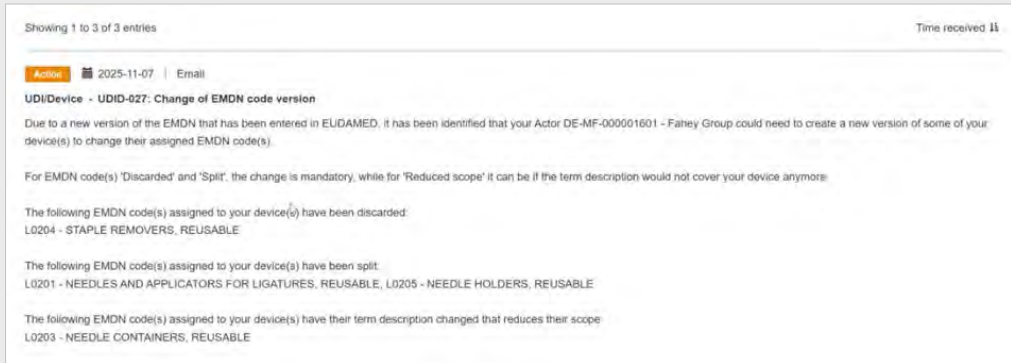 Showing 1 to 3 of 3 entries
Time received
Action 2025-11-07 | Email
UDI/Device - UDID-027: Change of EMDN code version
Due to a new version of the EMDN that has been entered in EUDAMED, it has been identified that your Actor DE-MF-000001601 - Fahey Group could need to create a new version of some of your
device(s) to change their assigned EMDN code(s).
For EMDN code(s) 'Discarded' and 'Split', the change is mandatory, while for 'Reduced scope' it can be if the term description would not cover your device anymore.
The following EMDN code(s) assigned to your device(s) have been discarded:
L0204 - STAPLE REMOVERS, REUSABLE
The following EMDN code(s) assigned to your device(s) have been split:
L0201 - NEEDLES AND APPLICATORS FOR LIGATURES, REUSABLE, L0205 - NEEDLE HOLDERS, REUSABLE
The following EMDN code(s) assigned to your device(s) have their term description changed that reduces their scope:
L0203 - NEEDLE CONTAINERS, REUSABLE